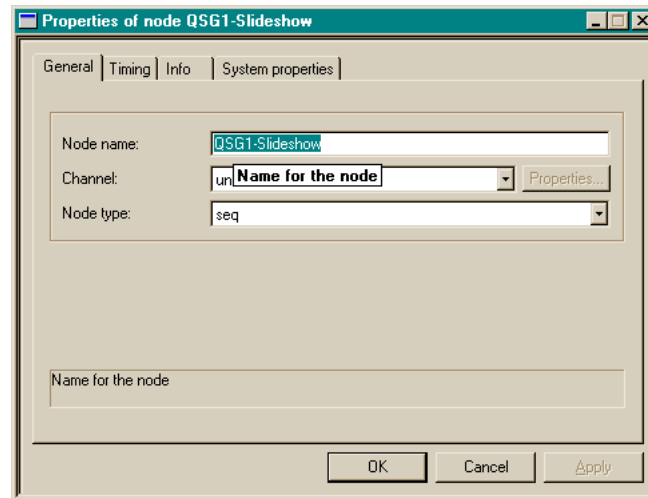 Properties of node QSG1-Slideshow
General Timing Info System properties
Node name: QSG1-Slideshow
Channel: un Properties...
Name for the node
Node type: seq
Name for the node
OK Cancel Apply